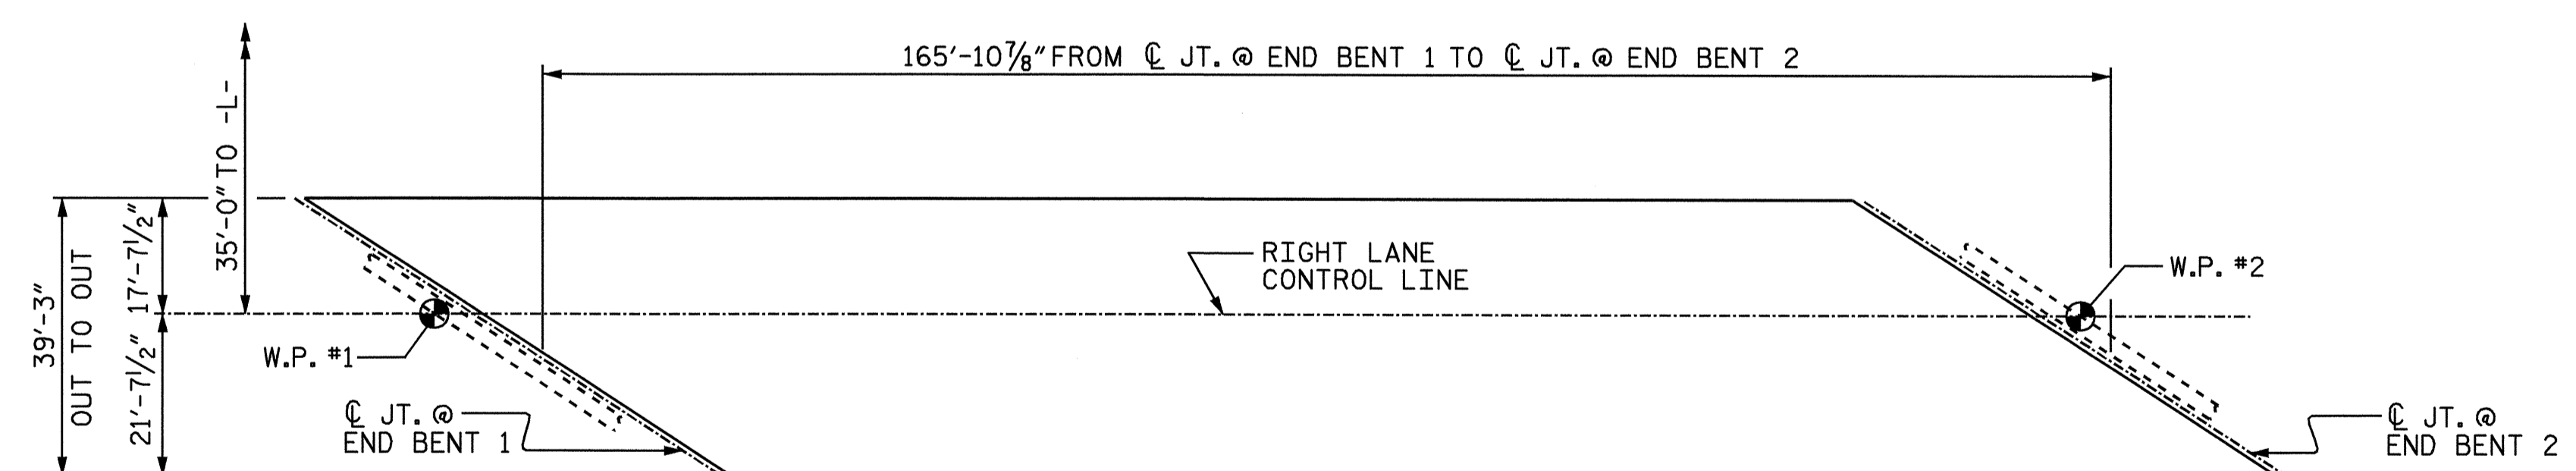 165'-10⅞" FROM ℄ JT. @ END BENT 1 TO ℄ JT. @ END BENT 2
35'-0" TO -L-
39'-3"
OUT TO OUT
17'-7½"
21'-7½"
RIGHT LANE
CONTROL LINE
W.P. #1
W.P. #2
℄ JT. @
END BENT 1
℄ JT. @
END BENT 2